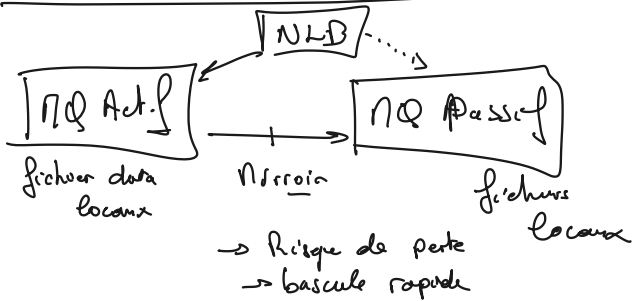 NLB
MQ Actif
MQ Passif
fichier data
locaux
Mirroir
fichiers
locaux
→ Risque de perte
→ bascule rapide